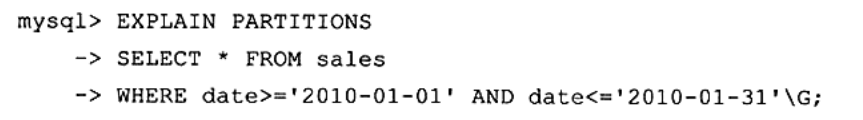 mysql> EXPLAIN PARTITIONS
-> SELECT * FROM sales
-> WHERE date>='2010-01-01' AND date<='2010-01-31'\G;